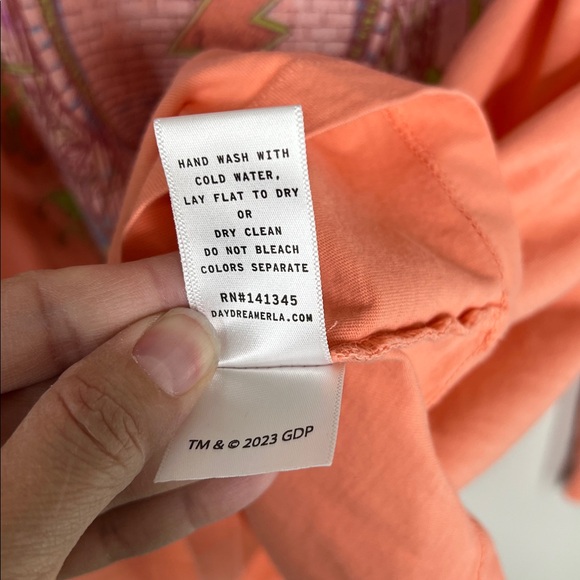 HAND WASH WITH
COLD WATER,
LAY FLAT TO DRY
OR
DRY CLEAN
DO NOT BLEACH
COLORS SEPARATE
RN#141345
DAYDREAMERLA.COM
TM & © 2023 GDP